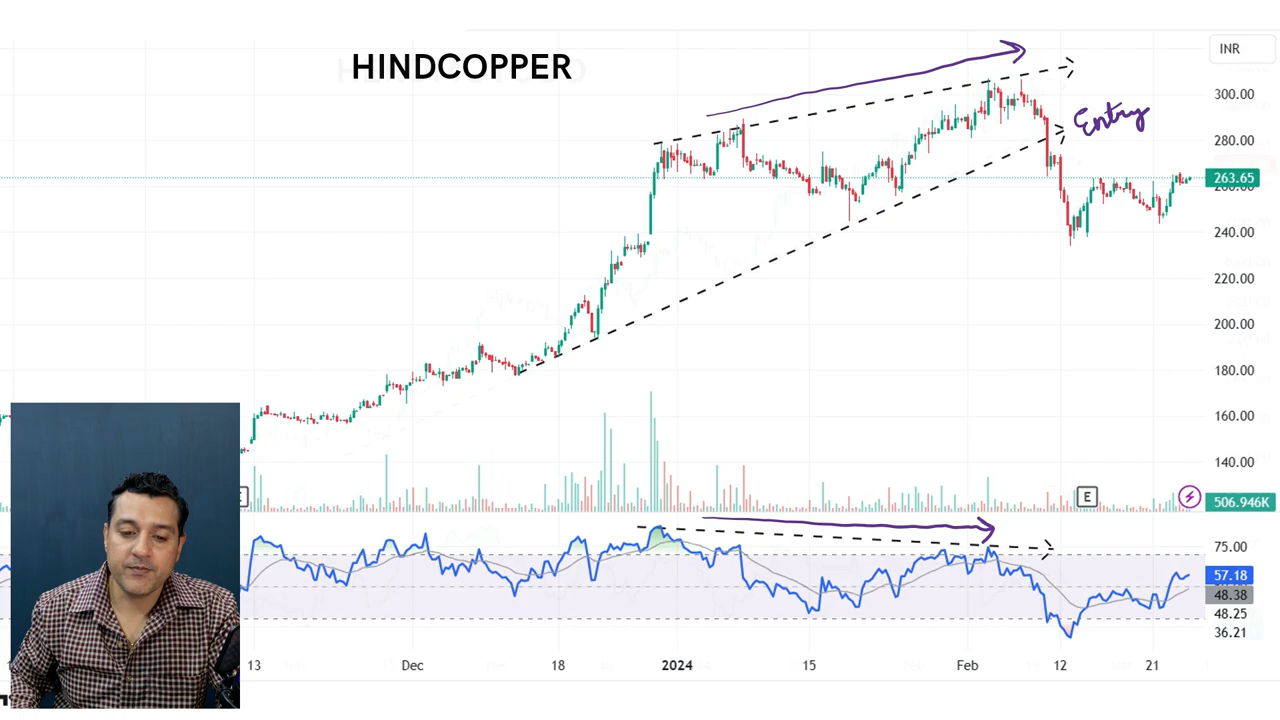 HINDCOPPER
INR
300.00
Entry
280.00
263.65
260.00
240.00
220.00
200.00
180.00
160.00
140.00
E
E
506.946K
75.00
57.18
48.38
48.25
36.21
13 Dec 18 2024 15 Feb 12 21